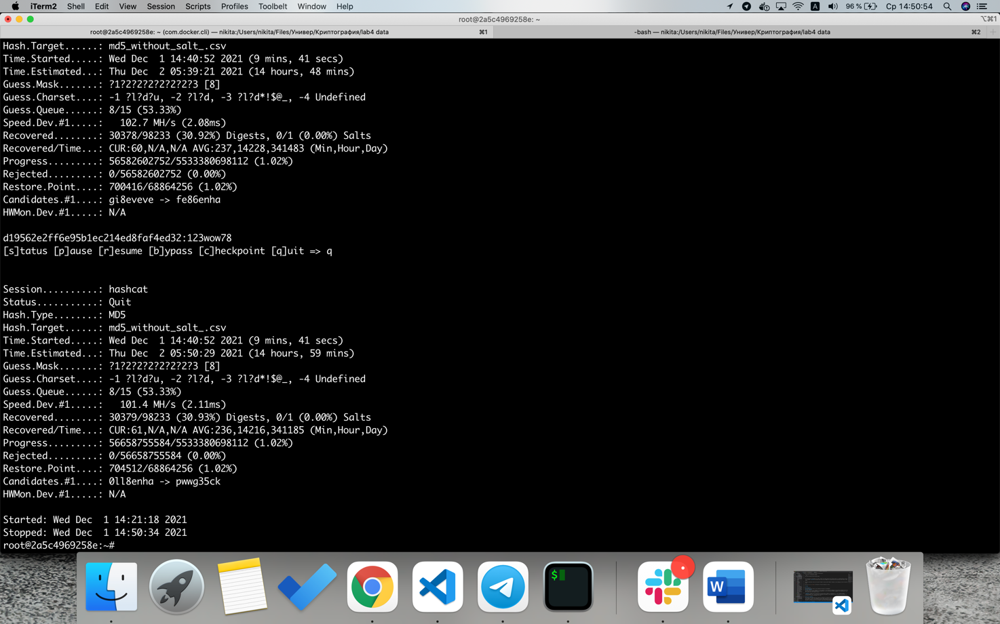 iTerm2 Shell Edit View Session Scripts Profiles Toolbelt Window Help 96 % Ср 14:50:54
root@2a5c4969258e: ~ ⌥⌘1
root@2a5c4969258e: ~ (com.docker.cli) — nikita:/Users/nikita/Files/Универ/Криптография/lab4 data ⌘1 -bash — nikita:/Users/nikita/Files/Универ/Криптография/lab4 data ⌘2
Hash.Target......: md5_without_salt_.csv
Time.Started.....: Wed Dec  1 14:40:52 2021 (9 mins, 41 secs)
Time.Estimated...: Thu Dec  2 05:39:21 2021 (14 hours, 48 mins)
Guess.Mask.......: ?1?2?2?2?2?2?2?3 [8]
Guess.Charset....: -1 ?l?d?u, -2 ?l?d, -3 ?l?d*!$@_, -4 Undefined
Guess.Queue......: 8/15 (53.33%)
Speed.Dev.#1.....:   102.7 MH/s (2.08ms)
Recovered........: 30378/98233 (30.92%) Digests, 0/1 (0.00%) Salts
Recovered/Time...: CUR:60,N/A,N/A AVG:237,14228,341483 (Min,Hour,Day)
Progress.........: 56582602752/5533380698112 (1.02%)
Rejected.........: 0/56582602752 (0.00%)
Restore.Point....: 700416/68864256 (1.02%)
Candidates.#1....: gi8eveve -> fe86enha
HWMon.Dev.#1.....: N/A
d19562e2ff6e95b1ec214ed8faf4ed32:123wow78
[s]tatus [p]ause [r]esume [b]ypass [c]heckpoint [q]uit => q
Session..........: hashcat
Status...........: Quit
Hash.Type........: MD5
Hash.Target......: md5_without_salt_.csv
Time.Started.....: Wed Dec  1 14:40:52 2021 (9 mins, 41 secs)
Time.Estimated...: Thu Dec  2 05:50:29 2021 (14 hours, 59 mins)
Guess.Mask.......: ?1?2?2?2?2?2?2?3 [8]
Guess.Charset....: -1 ?l?d?u, -2 ?l?d, -3 ?l?d*!$@_, -4 Undefined
Guess.Queue......: 8/15 (53.33%)
Speed.Dev.#1.....:   101.4 MH/s (2.11ms)
Recovered........: 30379/98233 (30.93%) Digests, 0/1 (0.00%) Salts
Recovered/Time...: CUR:61,N/A,N/A AVG:236,14216,341185 (Min,Hour,Day)
Progress.........: 56658755584/5533380698112 (1.02%)
Rejected.........: 0/56658755584 (0.00%)
Restore.Point....: 704512/68864256 (1.02%)
Candidates.#1....: 0ll8enha -> pwwg35ck
HWMon.Dev.#1.....: N/A
Started: Wed Dec  1 14:21:18 2021
Stopped: Wed Dec  1 14:50:34 2021
root@2a5c4969258e:~#